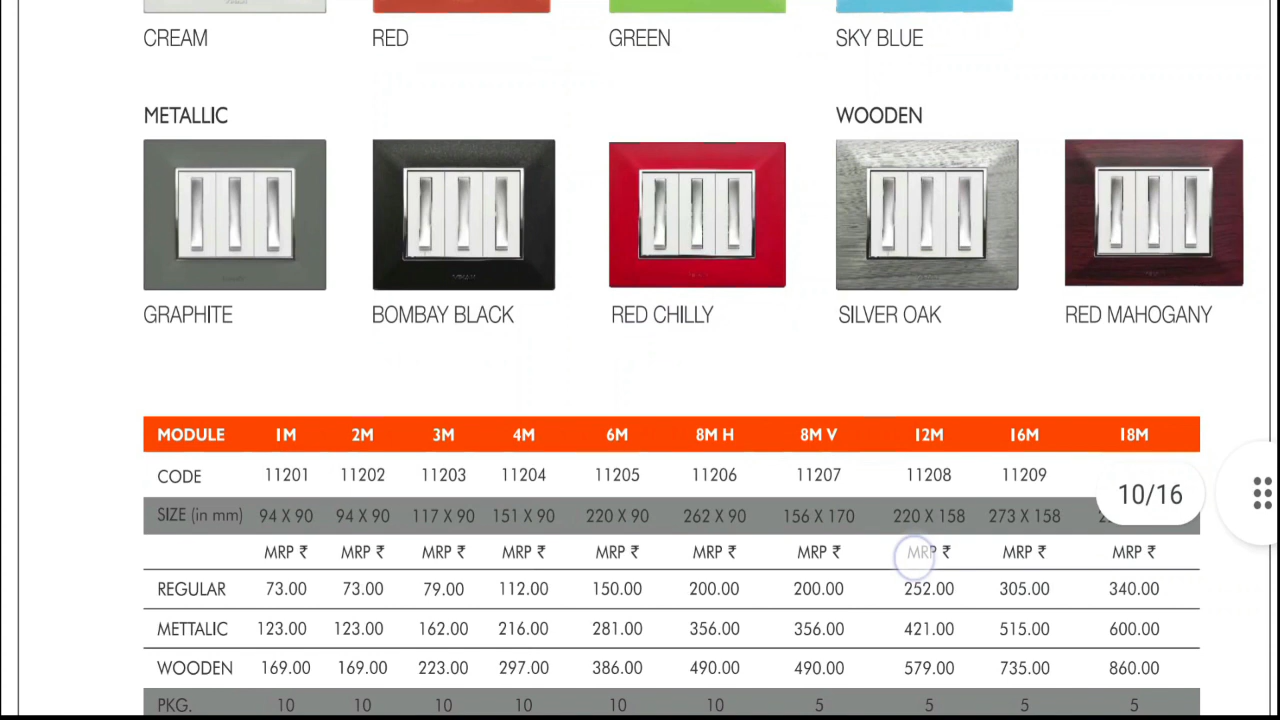 CREAM RED GREEN SKY BLUE
METALLIC WOODEN
GRAPHITE BOMBAY BLACK RED CHILLY SILVER OAK RED MAHOGANY
MODULE 1M 2M 3M 4M 6M 8M H 8M V 12M 16M 18M
CODE 11201 11202 11203 11204 11205 11206 11207 11208 11209
10/16
SIZE (in mm) 94 X 90 94 X 90 117 X 90 151 X 90 220 X 90 262 X 90 156 X 170 220 X 158 273 X 158
MRP ₹ MRP ₹ MRP ₹ MRP ₹ MRP ₹ MRP ₹ MRP ₹ MRP ₹ MRP ₹ MRP ₹
REGULAR 73.00 73.00 79.00 112.00 150.00 200.00 200.00 252.00 305.00 340.00
METTALIC 123.00 123.00 162.00 216.00 281.00 356.00 356.00 421.00 515.00 600.00
WOODEN 169.00 169.00 223.00 297.00 386.00 490.00 490.00 579.00 735.00 860.00
PKG. 10 10 10 10 10 10 5 5 5 5